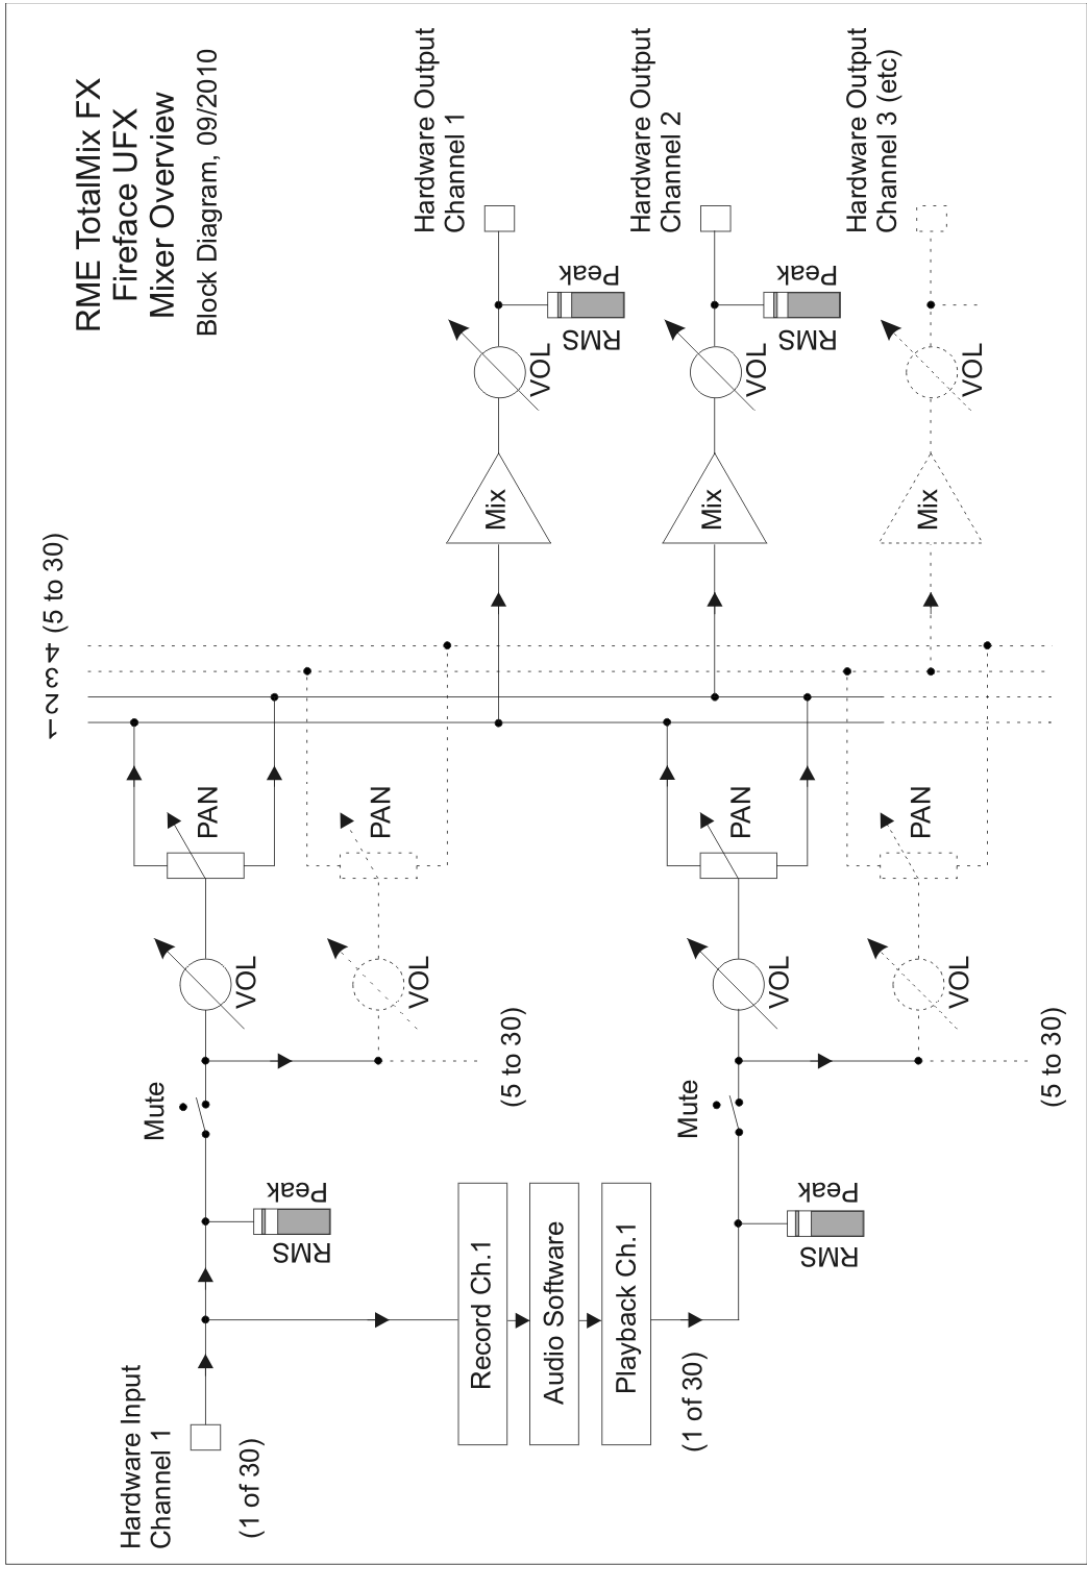 RME TotalMix FX
Fireface UFX
Mixer Overview
Block Diagram, 09/2010
1 2 3 4 (5 to 30)
Hardware Input
Channel 1
(1 of 30)
RMS
Peak
Mute
VOL
PAN
VOL
PAN
(5 to 30)
Hardware Output
Channel 1
Mix
VOL
RMS
Peak
Record Ch.1
Audio Software
Playback Ch.1
(1 of 30)
RMS
Peak
Mute
VOL
PAN
VOL
PAN
(5 to 30)
Hardware Output
Channel 2
Mix
VOL
RMS
Peak
Hardware Output
Channel 3 (etc)
Mix
VOL